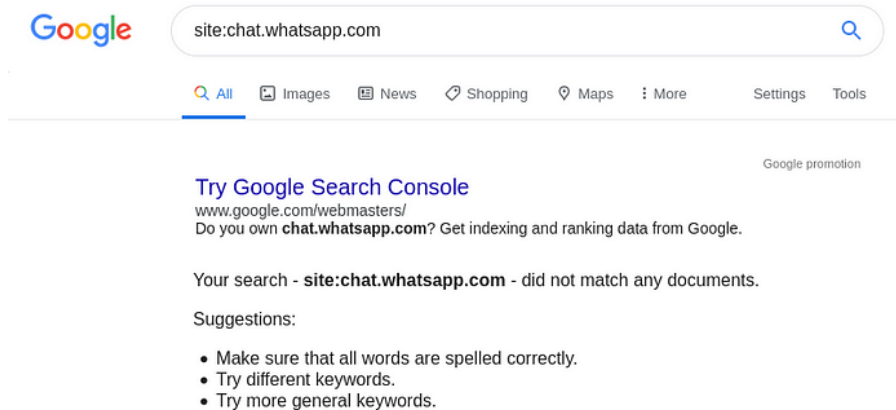 Google
site:chat.whatsapp.com
All Images News Shopping Maps More Settings Tools
Google promotion
Try Google Search Console
www.google.com/webmasters/
Do you own chat.whatsapp.com? Get indexing and ranking data from Google.
Your search - site:chat.whatsapp.com - did not match any documents.
Suggestions:
• Make sure that all words are spelled correctly.
• Try different keywords.
• Try more general keywords.